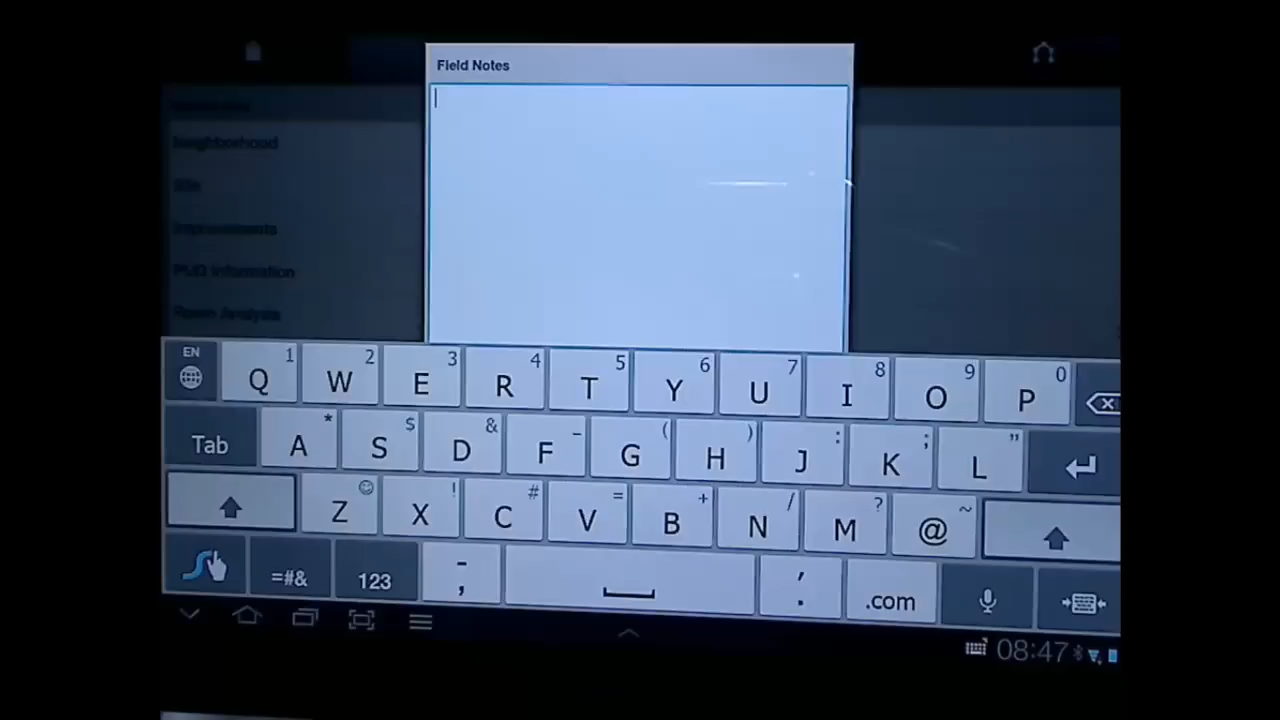 Field Notes
Neighborhood
Site
Improvements
PUD Information
Room Analysis
EN
Q 1 W 2 E 3 R 4 T 5 Y 6 U 7 I 8 O 9 P 0
Tab A * S $ D & F - G ( H ) J : K ; L "
Z X ! C # V = B + N / M ? @ ~
=#& 123 - , ' . .com
08:47